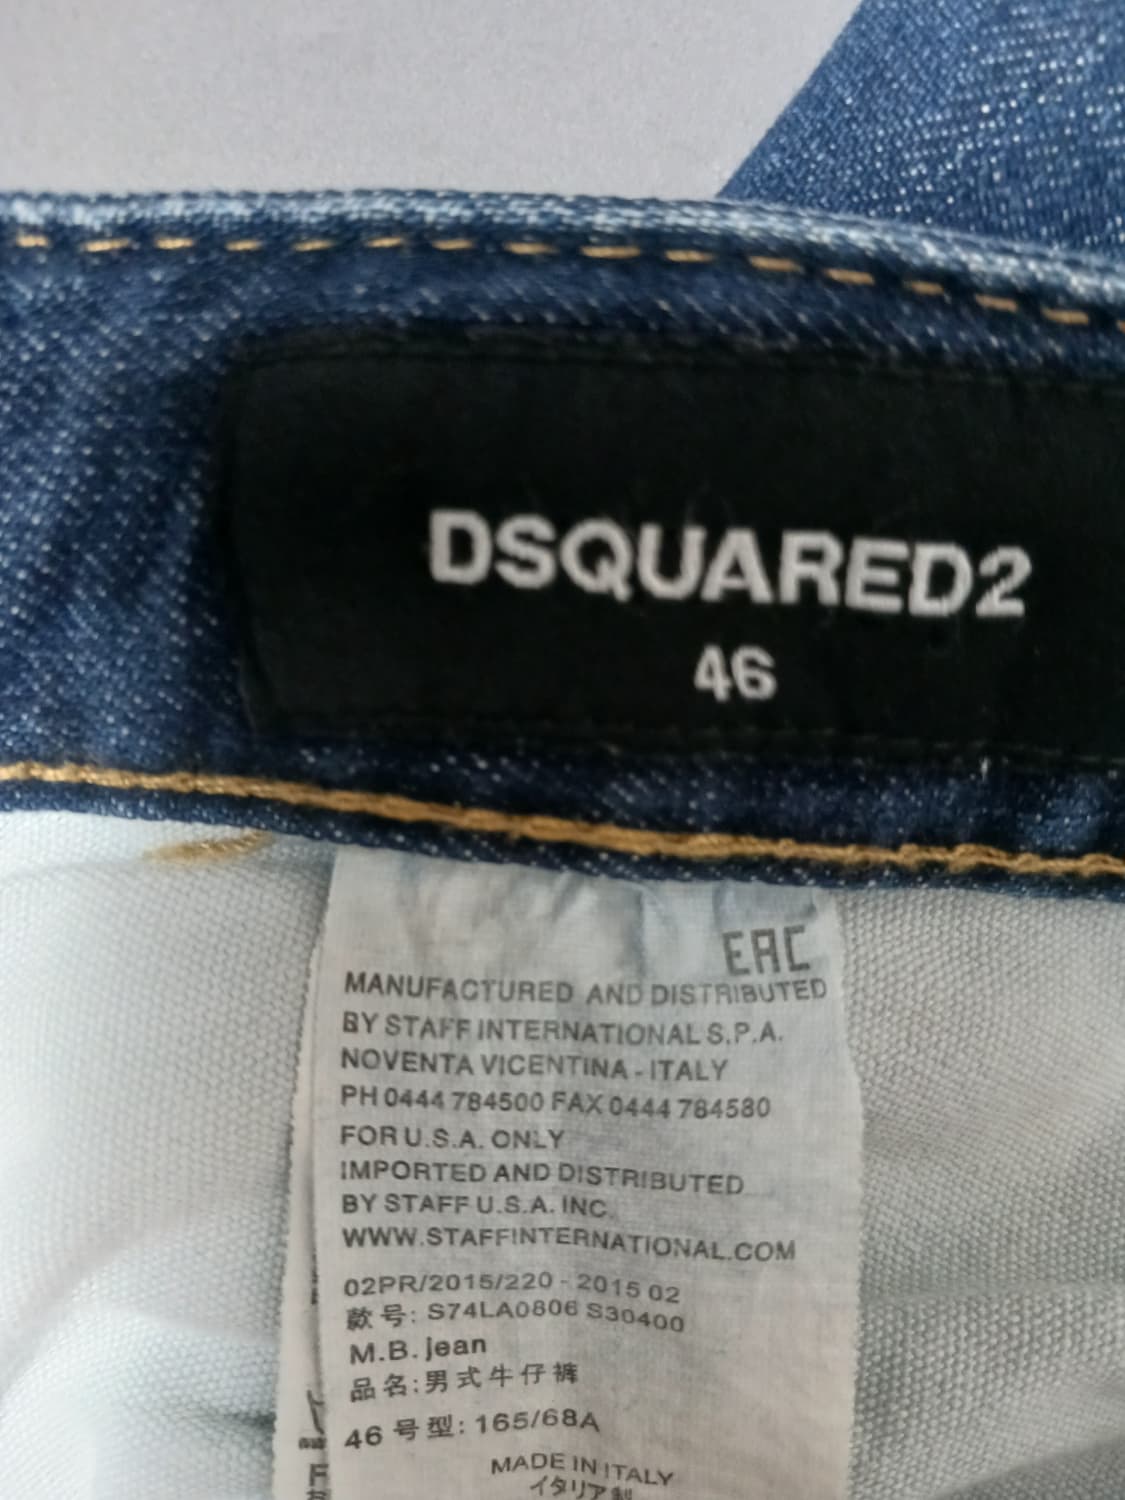 DSQUARED2
46
EAC
MANUFACTURED AND DISTRIBUTED
BY STAFF INTERNATIONAL S.P.A.
NOVENTA VICENTINA - ITALY
PH 0444 784500 FAX 0444 784580
FOR U.S.A. ONLY
IMPORTED AND DISTRIBUTED
BY STAFF U.S.A. INC.
WWW.STAFFINTERNATIONAL.COM
02PR/2015/220 - 2015 02
款号: S74LA0806 S30400
M.B. jean
品名:男式牛仔裤
46 号型: 165/68A
MADE IN ITALY
イタリア製